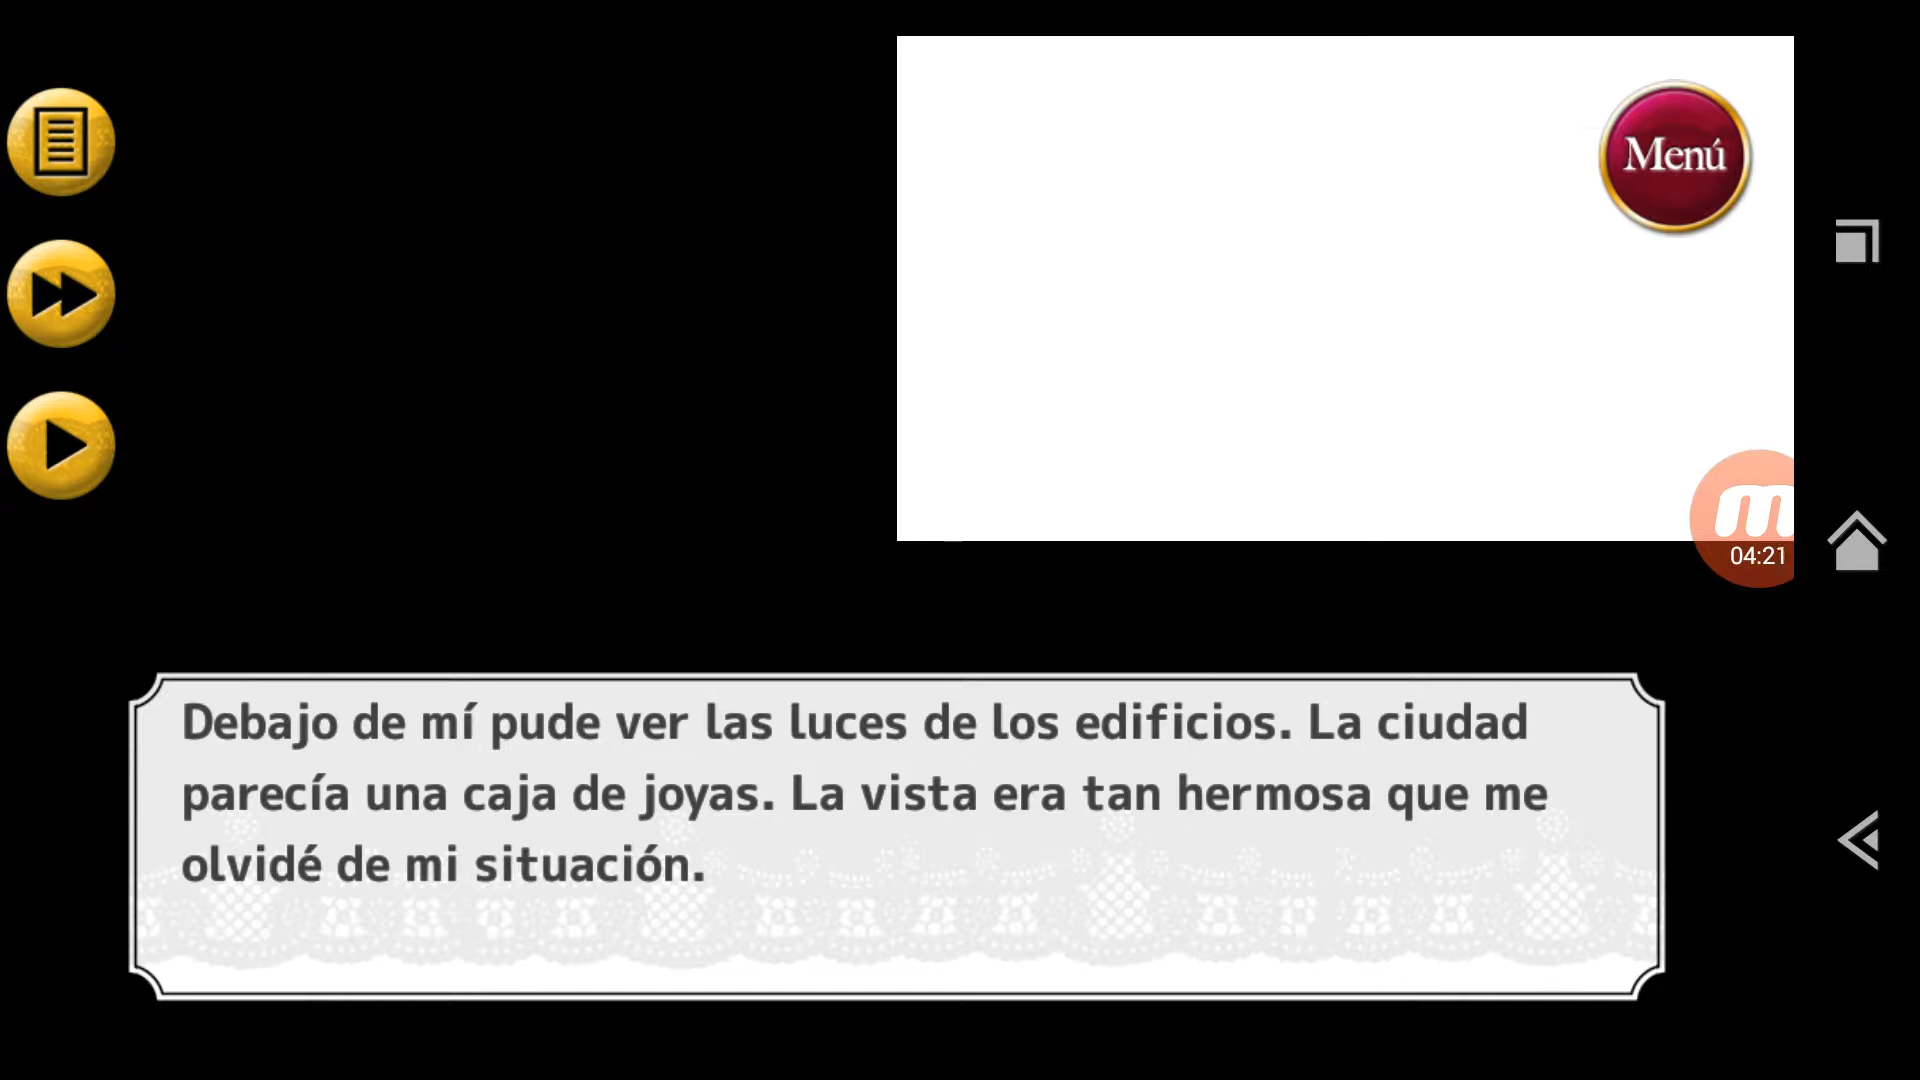 Menú
04:21
Debajo de mí pude ver las luces de los edificios. La ciudad
parecía una caja de joyas. La vista era tan hermosa que me
olvidé de mi situación.